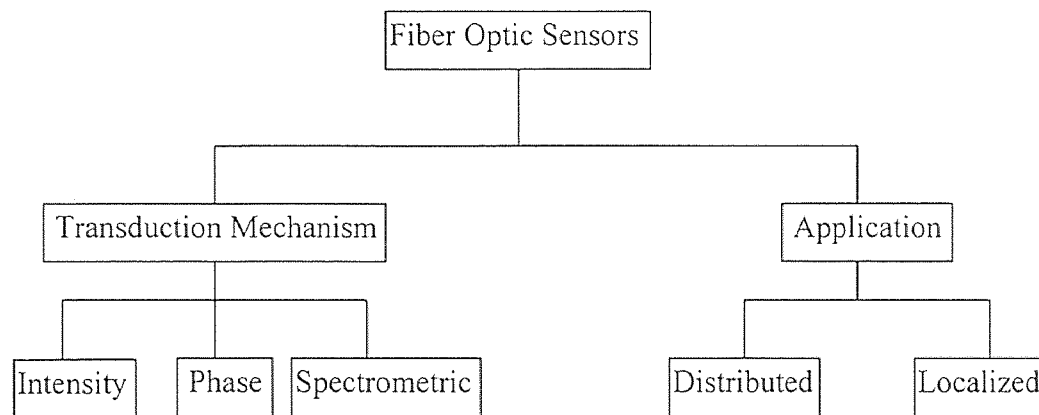 Fiber Optic Sensors
Transduction Mechanism
Application
Intensity
Phase
Spectrometric
Distributed
Localized